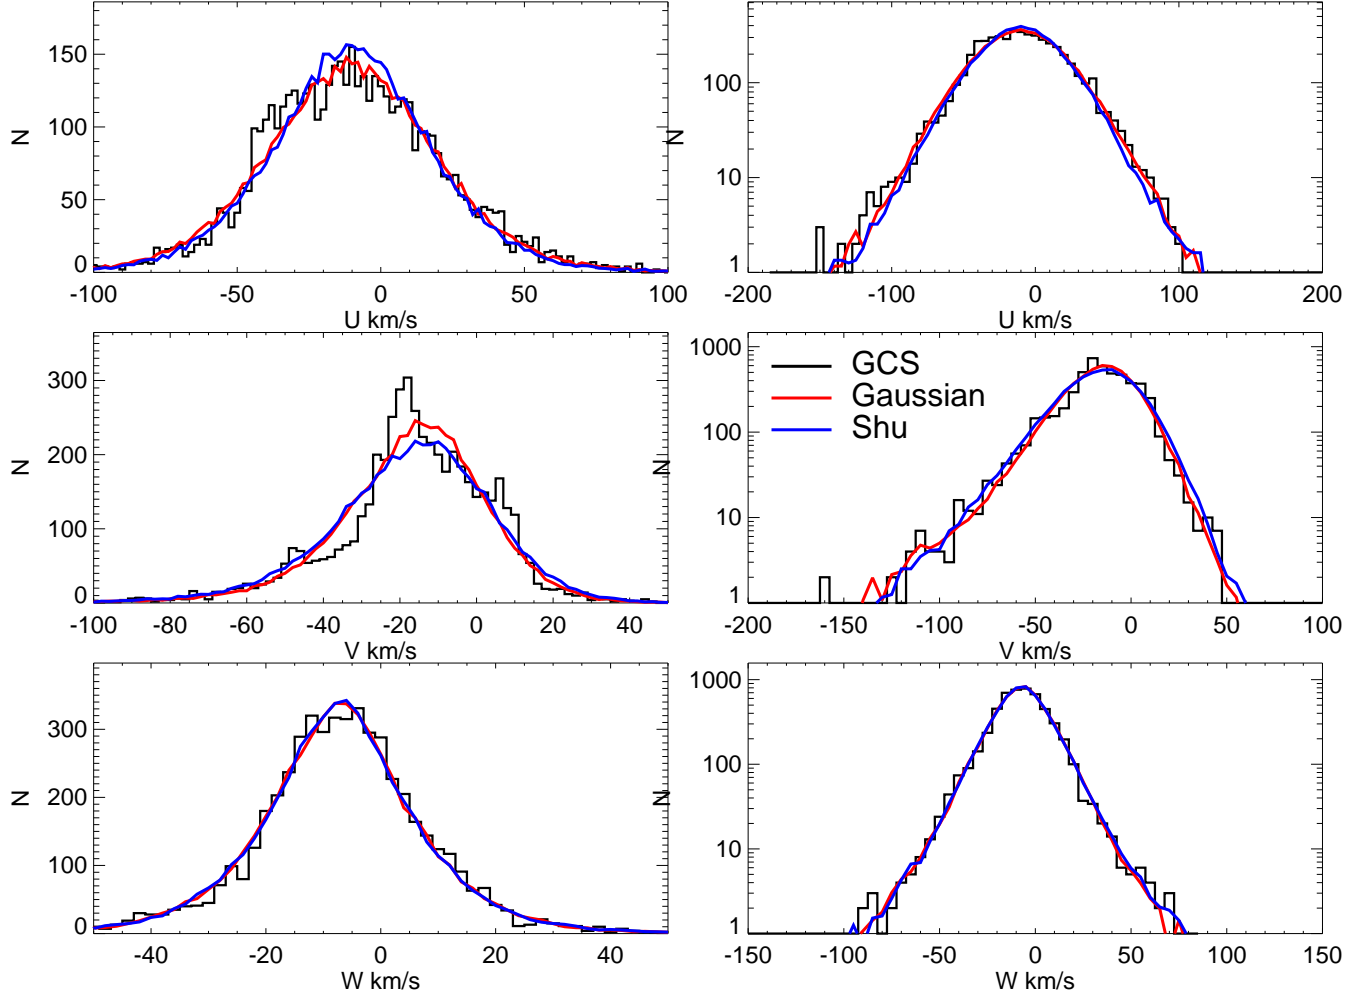 150
100
50
0
N
-100 -50 0 50 100
U km/s
100
10
1
N
-200 -100 0 100 200
U km/s
300
200
100
0
N
-100 -80 -60 -40 -20 0 20 40
V km/s
1000
100
10
1
N
GCS
Gaussian
Shu
-200 -150 -100 -50 0 50 100
V km/s
300
200
100
0
N
-40 -20 0 20 40
W km/s
1000
100
10
1
N
-150 -100 -50 0 50 100 150
W km/s